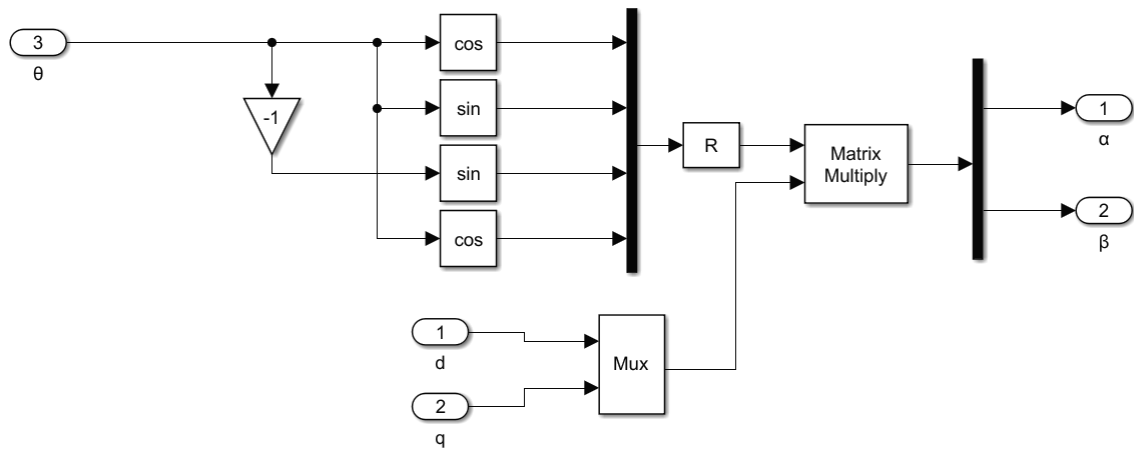 3
θ
-1
cos
sin
sin
cos
R
Matrix
Multiply
1
α
2
β
1
d
2
q
Mux